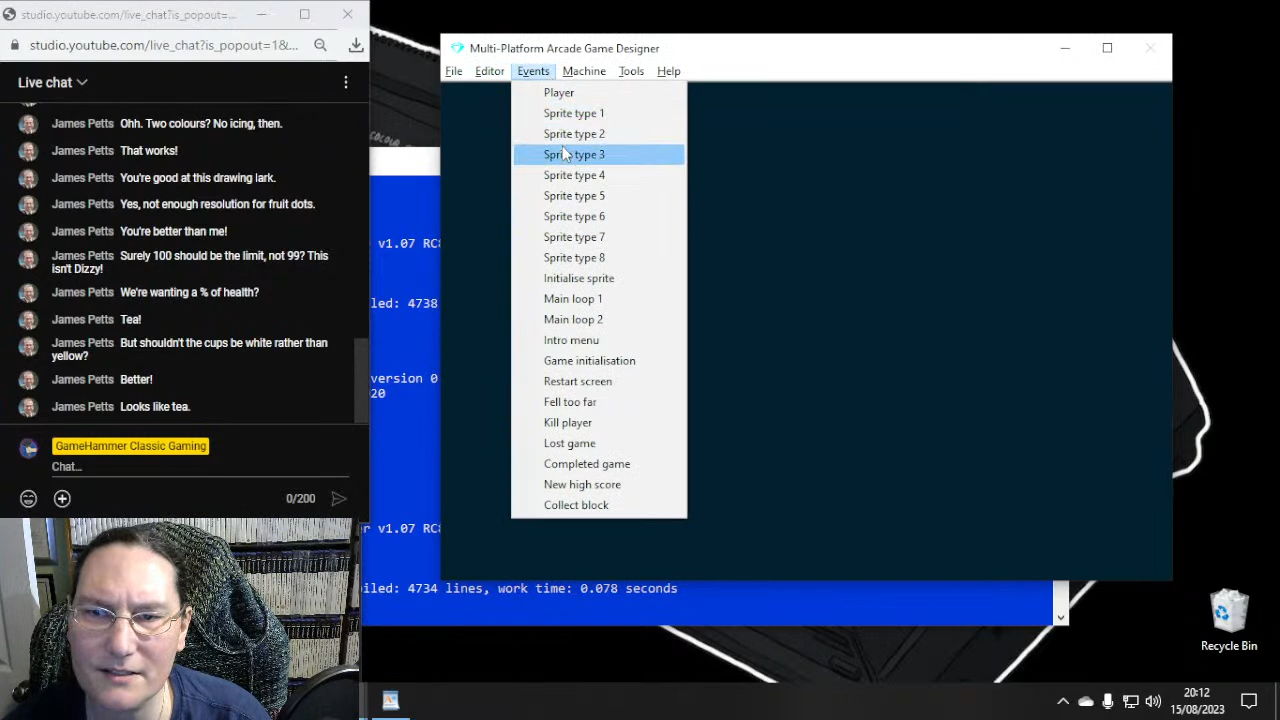 studio.youtube.com/live_chat?is_popout=...
studio.youtube.com/live_chat?is_popout=1&...
Live chat
James Petts Ohh. Two colours? No icing, then.
James Petts That works!
James Petts You're good at this drawing lark.
James Petts Yes, not enough resolution for fruit dots.
James Petts You're better than me!
James Petts Surely 100 should be the limit, not 99? This
isn't Dizzy!
James Petts We're wanting a % of health?
James Petts Tea!
James Petts But shouldn't the cups be white rather than
yellow?
James Petts Better!
James Petts Looks like tea.
GameHammer Classic Gaming
Chat...
0/200
v1.07 RC8
led: 4738
version 0
20
r v1.07 RC8
iled: 4734 lines, work time: 0.078 seconds
Multi-Platform Arcade Game Designer
File Editor Events Machine Tools Help
Player
Sprite type 1
Sprite type 2
Sprite type 3
Sprite type 4
Sprite type 5
Sprite type 6
Sprite type 7
Sprite type 8
Initialise sprite
Main loop 1
Main loop 2
Intro menu
Game initialisation
Restart screen
Fell too far
Kill player
Lost game
Completed game
New high score
Collect block
Recycle Bin
20:12
15/08/2023